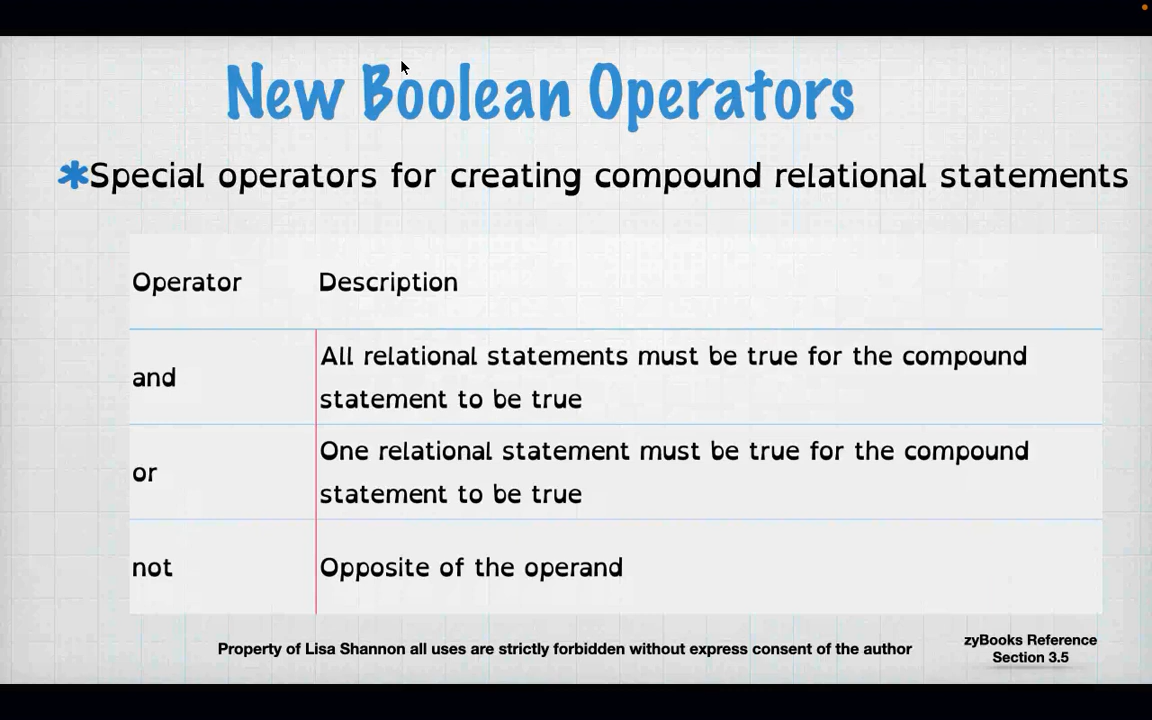 New Boolean Operators
*Special operators for creating compound relational statements
Operator Description
and All relational statements must be true for the compound
statement to be true
or One relational statement must be true for the compound
statement to be true
not Opposite of the operand
Property of Lisa Shannon all uses are strictly forbidden without express consent of the author
zyBooks Reference
Section 3.5